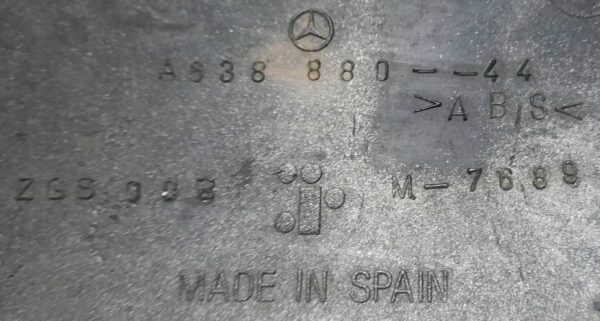 A638 880--44
>ABS<
ZGS 003 M-7689
MADE IN SPAIN